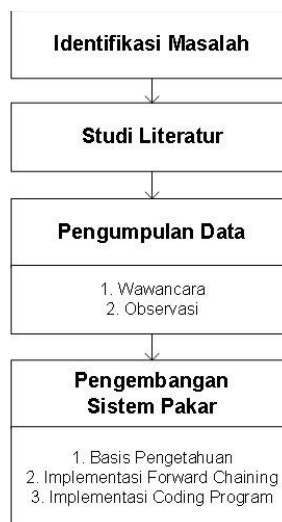 Identifikasi Masalah
Studi Literatur
Pengumpulan Data
1. Wawancara
2. Observasi
Pengembangan
Sistem Pakar
1. Basis Pengetahuan
2. Implementasi Forward Chaining
3. Implementasi Coding Program